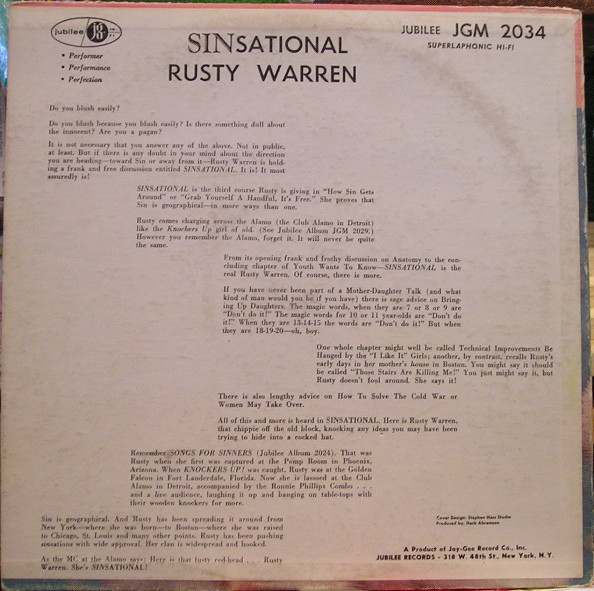 jubilee
JGM
• Performer
• Performance
• Perfection
SINSATIONAL
RUSTY WARREN
JUBILEE JGM 2034
SUPERLAPHONIC HI-FI
Do you blush easily?
Do you blush because you blush easily? Is there something dull about
the innocent? Are you a pagan?
It is not necessary that you answer any of the above. Not in public,
at least. But if there is any doubt in your mind about the direction
you are heading—toward Sin or away from it—Rusty Warren is hold-
ing a frank and free discussion entitled SINSATIONAL. It is! It most
assuredly is!
SINSATIONAL is the third course Rusty is giving in "How Sin Gets
Around" or "Grab Yourself A Handful, It's Free." She proves that
Sin is geographical—in more ways than one.
Rusty comes charging across the Alamo (the Club Alamo in Detroit)
like the Knockers Up girl of old. (See Jubilee Album JGM 2029.)
However you remember the Alamo, forget it. It will never be quite
the same.
From its opening frank and frothy discussion on Anatomy to the con-
cluding chapter of Youth Wants To Know—SINSATIONAL is the
real Rusty Warren. Of course, there is more.
If you have never been part of a Mother-Daughter Talk (and what
kind of man would you be if you have) there is sage advice on Bring-
ing Up Daughters. The magic words, when they are 7 or 8 or 9 are
"Don't do it!" The magic words for 10 or 11 year-olds are "Don't do
it!" When they are 13-14-15 the words are "Don't do it!" But when
they are 18-19-20—oh, boy.
One whole chapter might well be called Technical Improvements Be
Hanged by the "I Like It" Girls; another, by contrast, recalls Rusty's
early days in her mother's house in Boston. You might say it should
be called "Those Stairs Are Killing Me!" You just might say it, but
Rusty doesn't fool around. She says it!
There is also lengthy advice on How To Solve The Cold War or
Women May Take Over.
All of this and more is heard in SINSATIONAL. Here is Rusty Warren,
that chippie off the old block, knocking any ideas you may have been
trying to hide into a cocked hat.
Remember SONGS FOR SINNERS (Jubilee Album 2024). That was
Rusty when she first was captured at the Pomp Room in Phoenix,
Arizona. When KNOCKERS UP! was caught, Rusty was at the Golden
Falcon in Fort Lauderdale, Florida. Now she is lassoed at the Club
Alamo in Detroit, accompanied by the Ronnie Phillips Combo . . .
and a live audience, laughing it up and banging on table-tops with
their wooden knockers for more.
Sin is geographical. And Rusty has been spreading it around from
New York—where she was born—to Boston—where she was raised
to Chicago, St. Louis and many other points. Rusty has been pushing
sinsations with wide approval. Her clan is widespread and hooked.
As the MC at the Alamo says: Here is that lusty red-head . . . Rusty
Warren. She's SINSATIONAL!
Cover Design: Stephen Haas Studio
Produced by: Herb Abramson
A Product of Jay-Gee Record Co., Inc.
JUBILEE RECORDS - 318 W. 48th St., New York, N. Y.